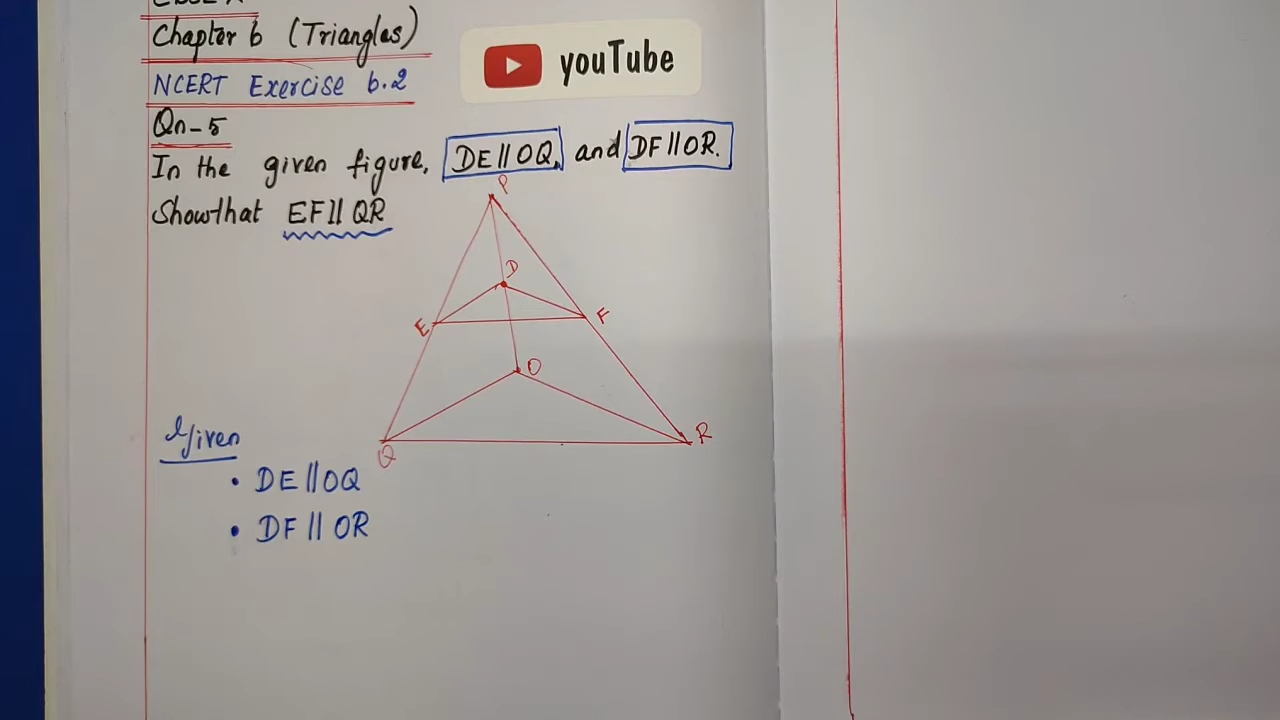 Chapter 6 (Triangles)
NCERT Exercise 6.2
youTube
Qn-5
In the given figure, DE||OQ, and DF||OR.
Show that EF||QR
P
D
E
F
O
Q
R
Given
• DE||OQ
• DF||OR